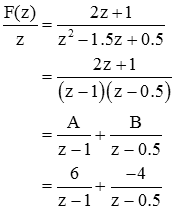 F(z)/z = (2z+1)/(z²−1.5z+0.5)
= (2z+1)/((z−1)(z−0.5))
= A/(z−1) + B/(z−0.5)
= 6/(z−1) + −4/(z−0.5)